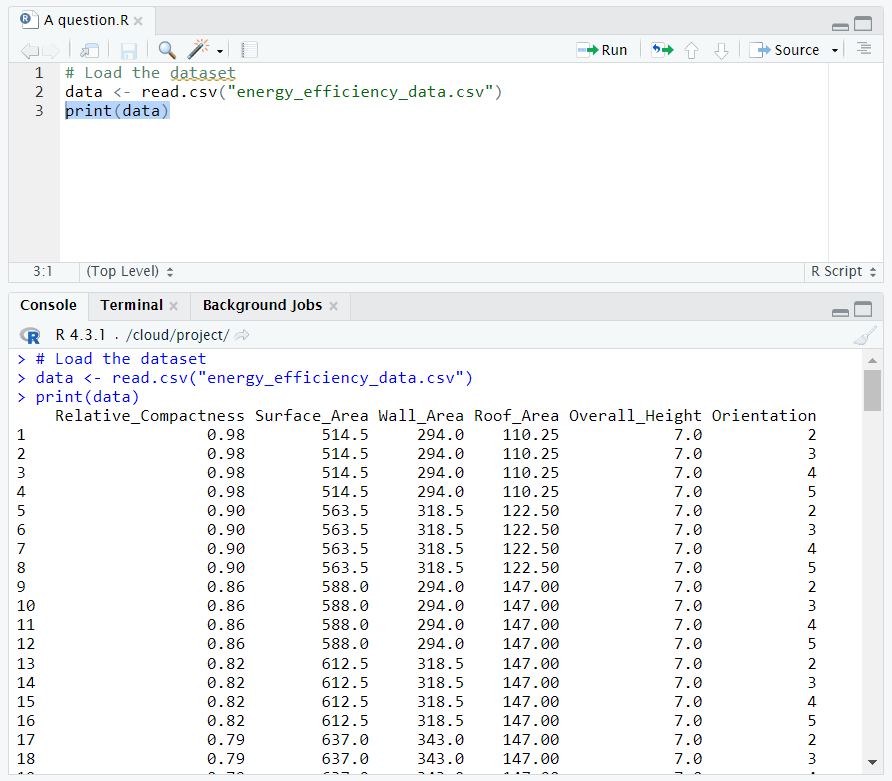 A question.R
Run
Source
1 # Load the dataset
2 data <- read.csv("energy_efficiency_data.csv")
3 print(data)
3:1 (Top Level) R Script
Console Terminal Background Jobs
R 4.3.1 . /cloud/project/
> # Load the dataset
> data <- read.csv("energy_efficiency_data.csv")
> print(data)
Relative_Compactness Surface_Area Wall_Area Roof_Area Overall_Height Orientation
1 0.98 514.5 294.0 110.25 7.0 2
2 0.98 514.5 294.0 110.25 7.0 3
3 0.98 514.5 294.0 110.25 7.0 4
4 0.98 514.5 294.0 110.25 7.0 5
5 0.90 563.5 318.5 122.50 7.0 2
6 0.90 563.5 318.5 122.50 7.0 3
7 0.90 563.5 318.5 122.50 7.0 4
8 0.90 563.5 318.5 122.50 7.0 5
9 0.86 588.0 294.0 147.00 7.0 2
10 0.86 588.0 294.0 147.00 7.0 3
11 0.86 588.0 294.0 147.00 7.0 4
12 0.86 588.0 294.0 147.00 7.0 5
13 0.82 612.5 318.5 147.00 7.0 2
14 0.82 612.5 318.5 147.00 7.0 3
15 0.82 612.5 318.5 147.00 7.0 4
16 0.82 612.5 318.5 147.00 7.0 5
17 0.79 637.0 343.0 147.00 7.0 2
18 0.79 637.0 343.0 147.00 7.0 3